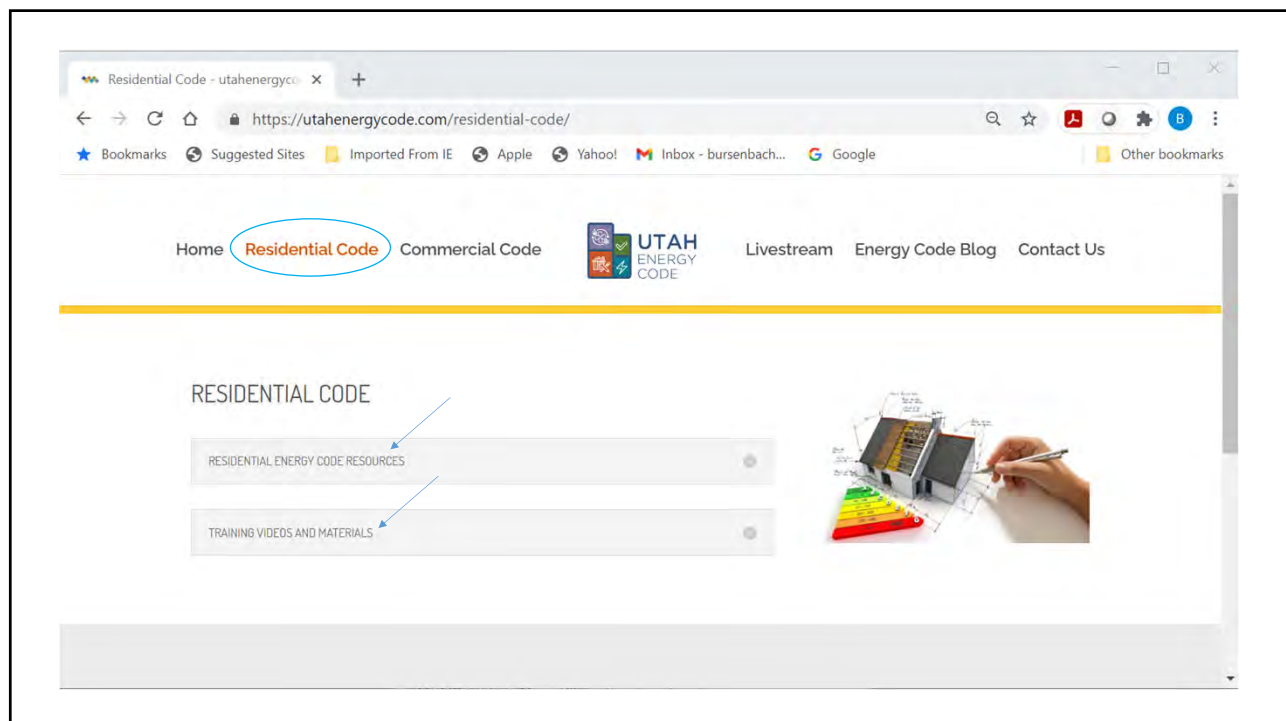 Residential Code - utahenergyco
https://utahenergycode.com/residential-code/
B
Bookmarks Suggested Sites Imported From IE Apple Yahoo! Inbox - bursenbach... Google Other bookmarks
Home Residential Code Commercial Code UTAH ENERGY CODE Livestream Energy Code Blog Contact Us
RESIDENTIAL CODE
RESIDENTIAL ENERGY CODE RESOURCES
TRAINING VIDEOS AND MATERIALS